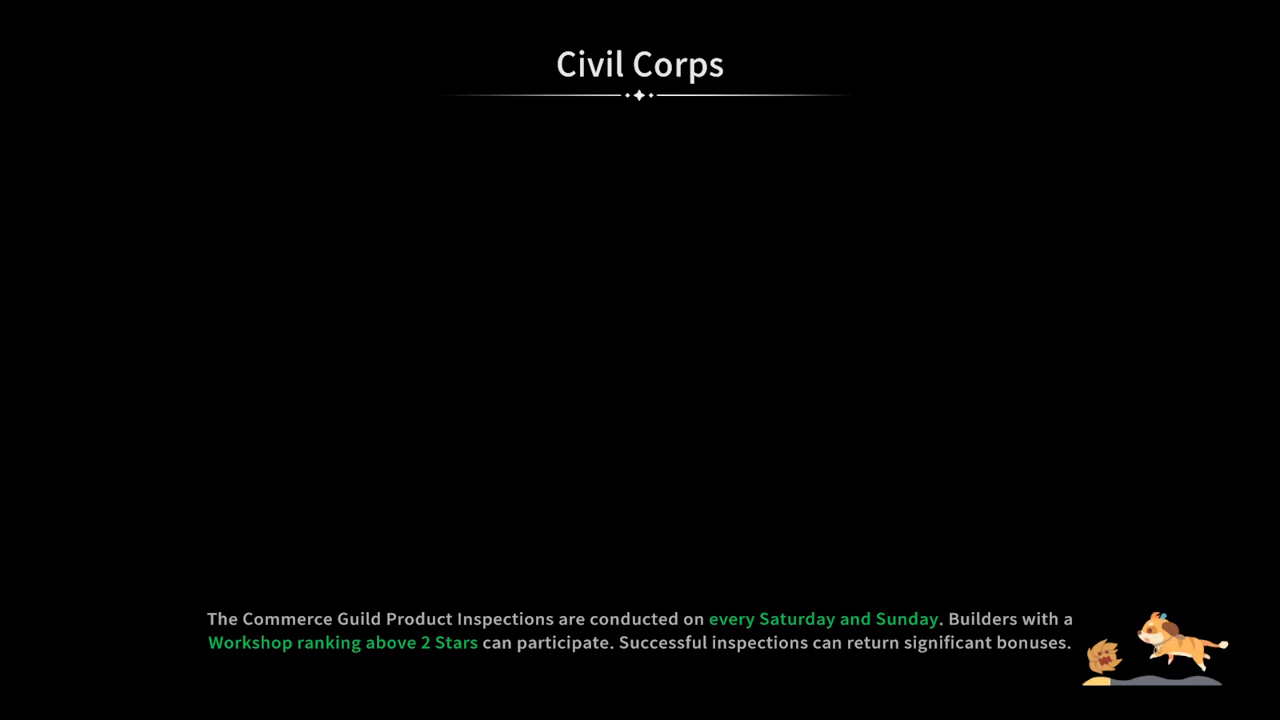 Civil Corps
The Commerce Guild Product Inspections are conducted on every Saturday and Sunday. Builders with a
Workshop ranking above 2 Stars can participate. Successful inspections can return significant bonuses.